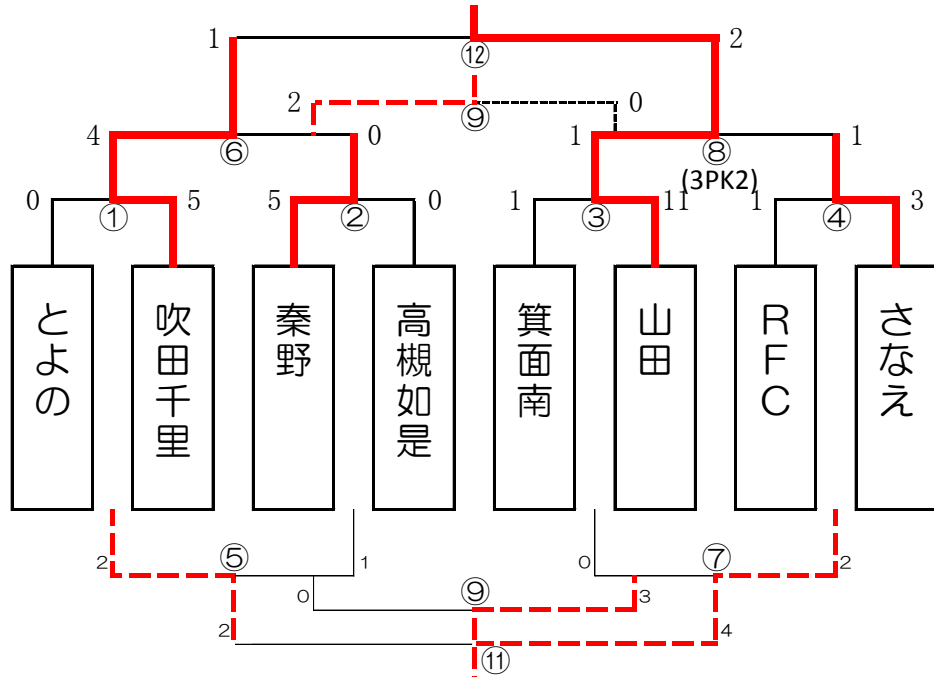 1 ⑫ 2
2 ⑨ 0
4 ⑥ 0 1 ⑧ 1
(3PK2)
0 ① 5 5 ② 0 1 ③ 11 1 ④ 3
とよの
吹田千里
秦野
高槻如是
箕面南
山田
RFC
さなえ
2 ⑤ 1 0 ⑦ 2
0 ⑨ 3
2 ⑪ 4